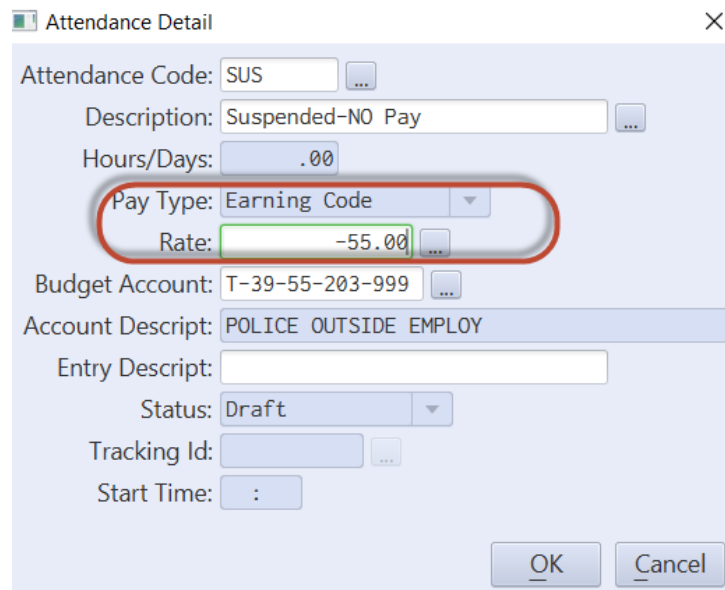 Attendance Detail
Attendance Code: SUS ...
Description: Suspended-NO Pay ...
Hours/Days: .00
Pay Type: Earning Code
Rate: -55.00 ...
Budget Account: T-39-55-203-999 ...
Account Descript: POLICE OUTSIDE EMPLOY
Entry Descript:
Status: Draft
Tracking Id: ...
Start Time: :
OK Cancel